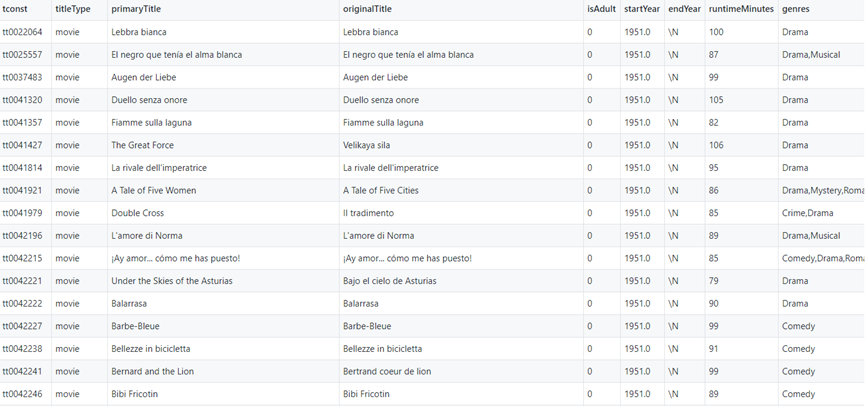 tconst titleType primaryTitle originalTitle isAdult startYear endYear runtimeMinutes genres
tt0022064 movie Lebbra bianca Lebbra bianca 0 1951.0 \N 100 Drama
tt0025557 movie El negro que tenía el alma blanca El negro que tenía el alma blanca 0 1951.0 \N 87 Drama,Musical
tt0037483 movie Augen der Liebe Augen der Liebe 0 1951.0 \N 99 Drama
tt0041320 movie Duello senza onore Duello senza onore 0 1951.0 \N 105 Drama
tt0041357 movie Fiamme sulla laguna Fiamme sulla laguna 0 1951.0 \N 82 Drama
tt0041427 movie The Great Force Velikaya sila 0 1951.0 \N 106 Drama
tt0041814 movie La rivale dell'imperatrice La rivale dell'imperatrice 0 1951.0 \N 95 Drama
tt0041921 movie A Tale of Five Women A Tale of Five Cities 0 1951.0 \N 86 Drama,Mystery,Roma
tt0041979 movie Double Cross Il tradimento 0 1951.0 \N 85 Crime,Drama
tt0042196 movie L'amore di Norma L'amore di Norma 0 1951.0 \N 89 Drama,Musical
tt0042215 movie ¡Ay amor... cómo me has puesto! ¡Ay amor... cómo me has puesto! 0 1951.0 \N 85 Comedy,Drama,Roma
tt0042221 movie Under the Skies of the Asturias Bajo el cielo de Asturias 0 1951.0 \N 79 Drama
tt0042222 movie Balarrasa Balarrasa 0 1951.0 \N 90 Drama
tt0042227 movie Barbe-Bleue Barbe-Bleue 0 1951.0 \N 99 Comedy
tt0042238 movie Bellezze in bicicletta Bellezze in bicicletta 0 1951.0 \N 91 Comedy
tt0042241 movie Bernard and the Lion Bertrand coeur de lion 0 1951.0 \N 99 Comedy
tt0042246 movie Bibi Fricotin Bibi Fricotin 0 1951.0 \N 89 Comedy